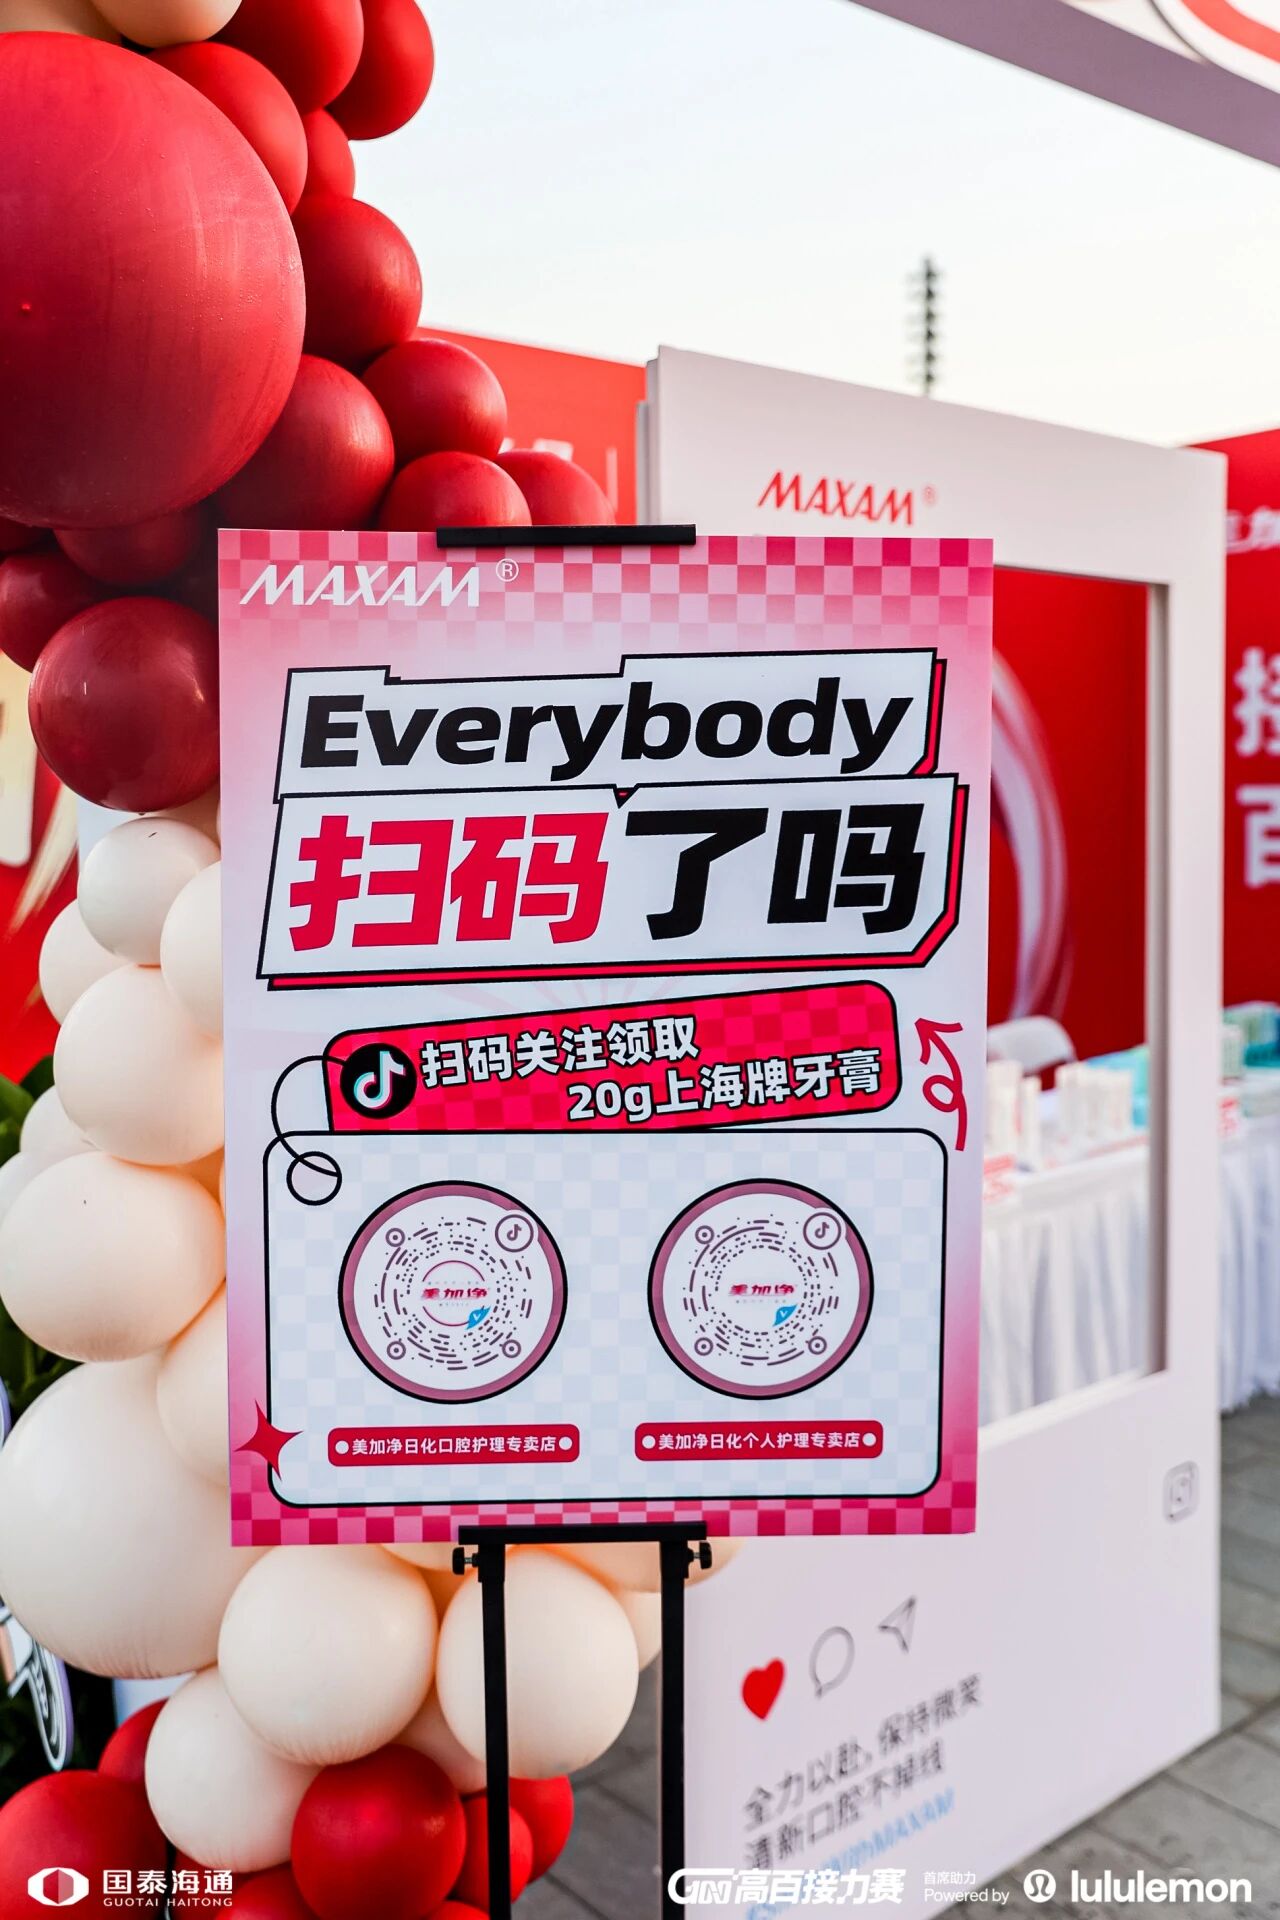 MAXAM®
MAXAM®
Everybody
扫码了吗
扫码关注领取
20g上海牌牙膏
美加净
美加净
美加净日化口腔护理专卖店
美加净日化个人护理专卖店
全力以赴,保持微笑
清新口腔不掉线
国泰海通
GUOTAI HAITONG
高百接力赛
首席助力
Powered by
lululemon